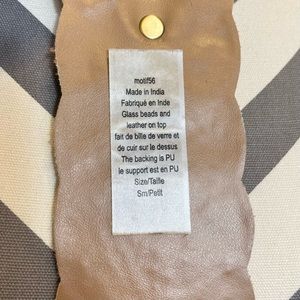 motif56
Made in India
Fabriqué en Inde
Glass beads and
leather on top
fait de bille de verre et
de cuir sur le dessus
The backing is PU
le support est en PU
Size/Taille
Sm/Petit